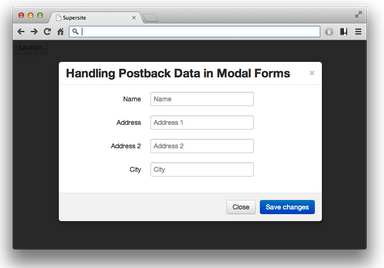 Supersite
Launch
Handling Postback Data in Modal Forms
Name Name
Address Address 1
Address 2 Address 2
City City
Close Save changes